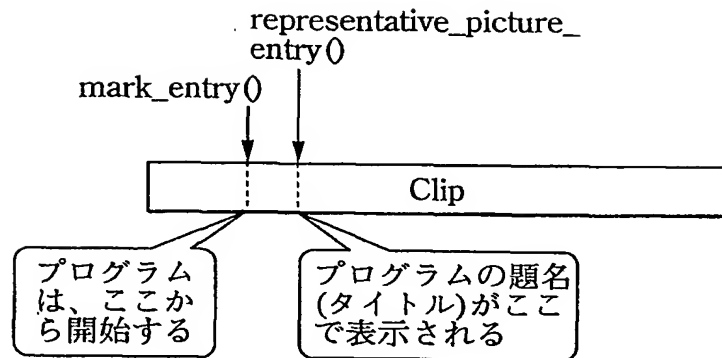 representative_picture_
entry()
mark_entry()
Clip
プログラム
は、ここか
ら開始する
プログラムの題名
(タイトル)がここ
で表示される